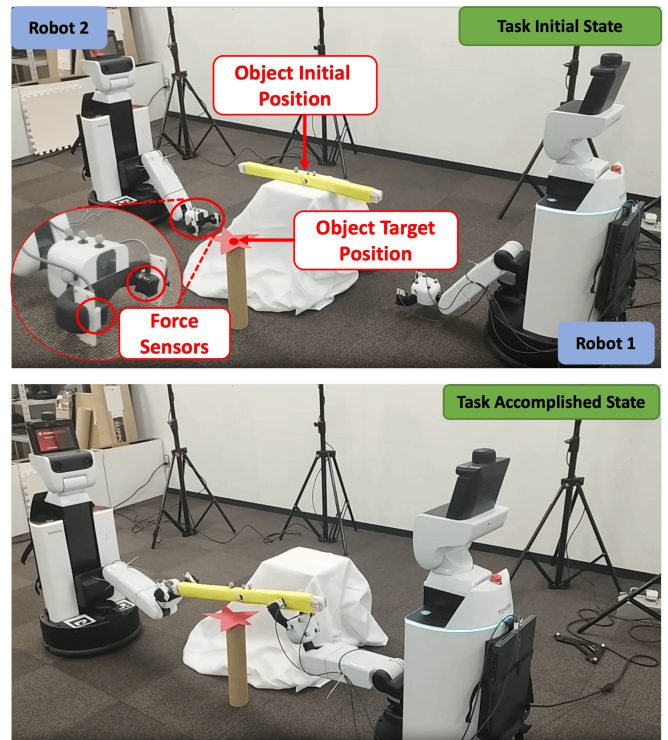 Robot 2
Task Initial State
Object Initial
Position
Object Target
Position
Force
Sensors
Robot 1
Task Accomplished State
TOYOTA